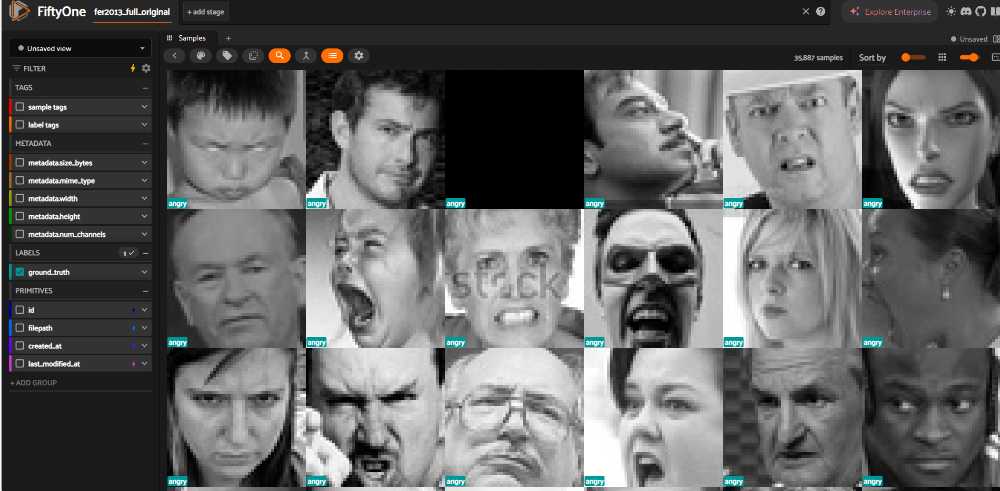 FiftyOne
fer2013_full_original
+ add stage
Explore Enterprise
Unsaved view
Samples
Unsaved
FILTER
35,887 samples
Sort by
TAGS
sample tags
label tags
METADATA
metadata.size_bytes
metadata.mime_type
metadata.width
metadata.height
metadata.num_channels
LABELS
1
ground_truth
PRIMITIVES
id
filepath
created_at
last_modified_at
+ ADD GROUP
angry
angry
angry
angry
angry
angry
stock
angry
angry
angry
angry
angry
angry
angry
angry
angry
angry
angry
angry